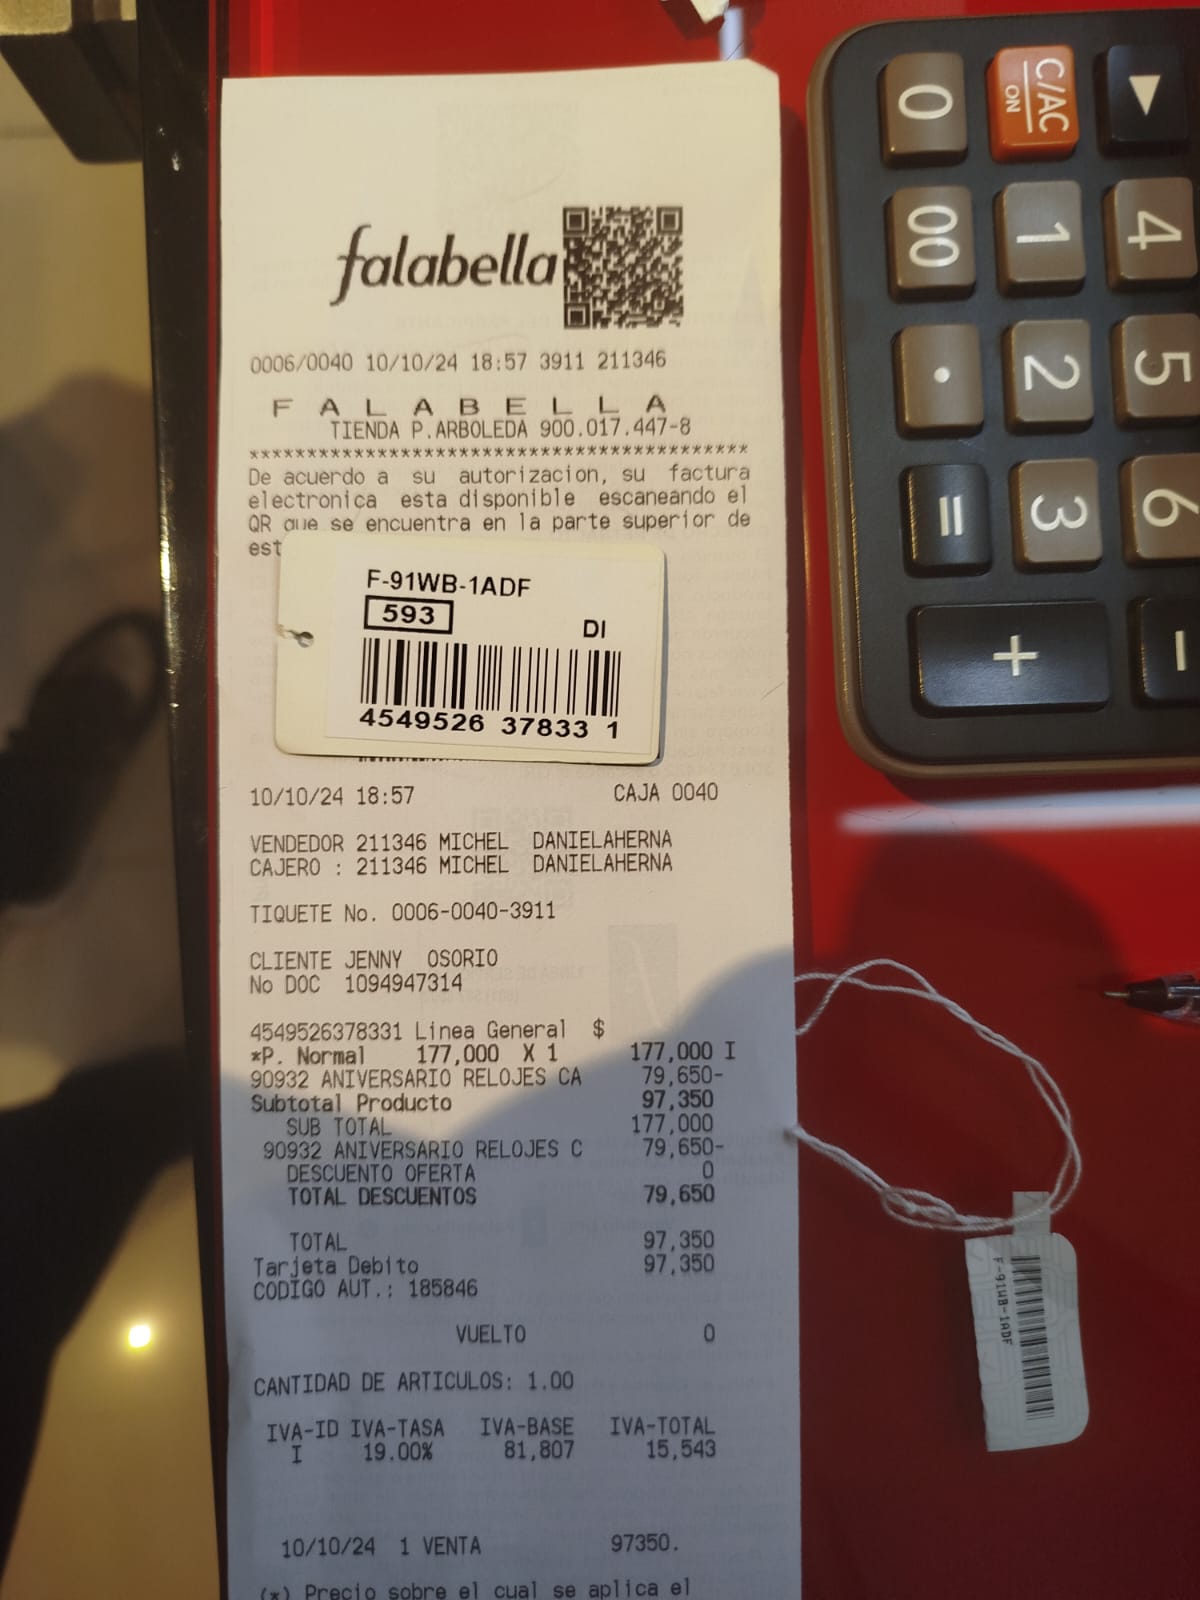 falabella
0006/0040 10/10/24 18:57 3911 211346
F A L A B E L L A
TIENDA P.ARBOLEDA 900.017.447-8
*******************************************
De acuerdo a su autorizacion, su factura
electronica esta disponible escaneando el
QR que se encuentra en la parte superior de
est
F-91WB-1ADF
593
DI
4549526 37833 1
10/10/24 18:57 CAJA 0040
VENDEDOR 211346 MICHEL DANIELAHERNA
CAJERO : 211346 MICHEL DANIELAHERNA
TIQUETE No. 0006-0040-3911
CLIENTE JENNY OSORIO
No DOC 1094947314
4549526378331 Linea General $
*P. Normal 177,000 X 1 177,000 I
90932 ANIVERSARIO RELOJES CA 79,650-
Subtotal Producto 97,350
SUB TOTAL 177,000
90932 ANIVERSARIO RELOJES C 79,650-
DESCUENTO OFERTA 0
TOTAL DESCUENTOS 79,650
TOTAL 97,350
Tarjeta Debito 97,350
CODIGO AUT.: 185846
VUELTO 0
CANTIDAD DE ARTICULOS: 1.00
IVA-ID IVA-TASA IVA-BASE IVA-TOTAL
I 19.00% 81,807 15,543
10/10/24 1 VENTA 97350.
(*) Precio sobre el cual se aplica el
0 C/AC ON
00 1 4
. 2 5
= 3 6
+ -
F-91WB-1ADF